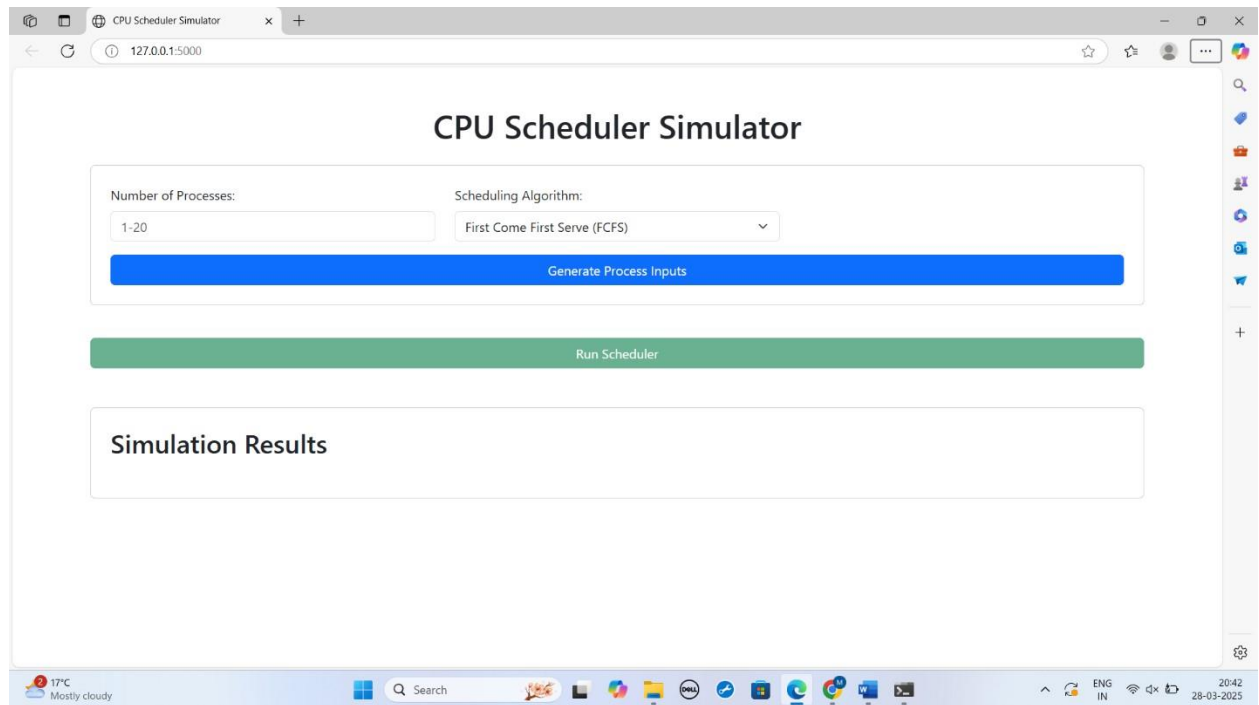 CPU Scheduler Simulator
127.0.0.1:5000
CPU Scheduler Simulator
Number of Processes:
Scheduling Algorithm:
1-20
First Come First Serve (FCFS)
Generate Process Inputs
Run Scheduler
Simulation Results
2
17°C
Mostly cloudy
Search
DELL
M
ENG
IN
20:42
28-03-2025